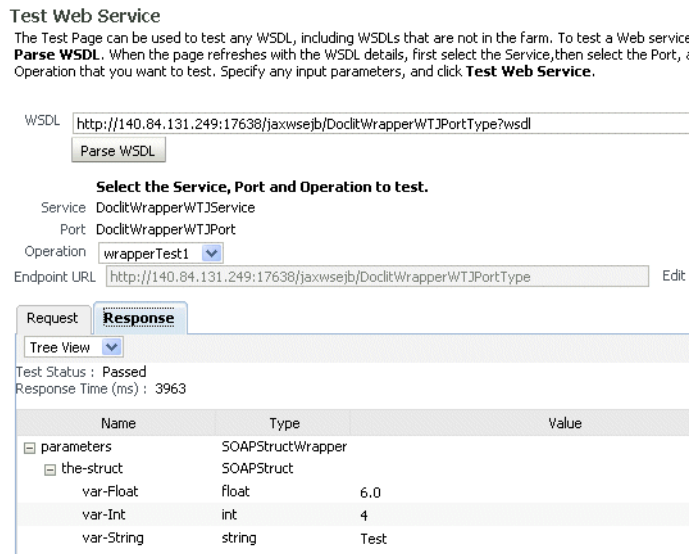 Test Web Service
The Test Page can be used to test any WSDL, including WSDLs that are not in the farm. To test a Web service
Parse WSDL. When the page refreshes with the WSDL details, first select the Service,then select the Port,
Operation that you want to test. Specify any input parameters, and click Test Web Service.
WSDL http://140.84.131.249:17638/jaxwsejb/DoclitWrapperWTJPortType?wsdl
Parse WSDL
Select the Service, Port and Operation to test.
Service DoclitWrapperWTJService
Port DoclitWrapperWTJPort
Operation wrapperTest1
Endpoint URL http://140.84.131.249:17638/jaxwsejb/DoclitWrapperWTJPortType Edit
Request Response
Tree View
Test Status : Passed
Response Time (ms) : 3963
Name Type Value
parameters SOAPStructWrapper
the-struct SOAPStruct
var-Float float 6.0
var-Int int 4
var-String string Test